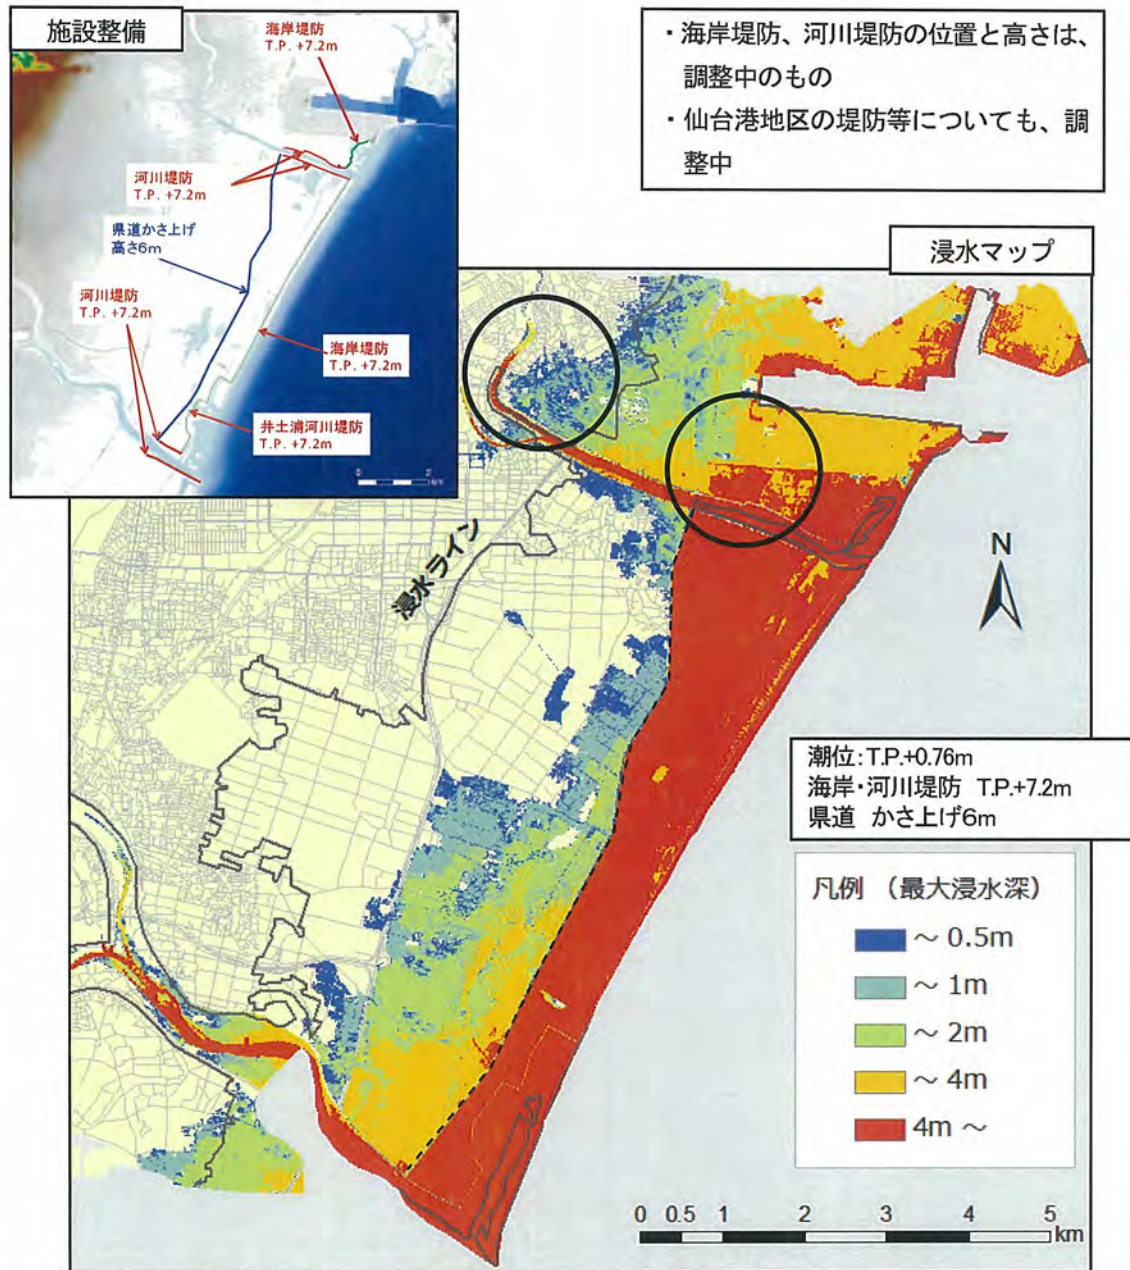 施設整備
海岸堤防
T.P. +7.2m
河川堤防
T.P. +7.2m
県道かさ上げ
高さ6m
河川堤防
T.P. +7.2m
海岸堤防
T.P. +7.2m
井土浦河川堤防
T.P. +7.2m
・海岸堤防、河川堤防の位置と高さは、
調整中のもの
・仙台港地区の堤防等についても、調
整中
浸水マップ
浸水ライン
N
潮位:T.P.+0.76m
海岸・河川堤防 T.P.+7.2m
県道 かさ上げ6m
凡例 (最大浸水深)
～ 0.5m
～ 1m
～ 2m
～ 4m
4m ～
0 0.5 1 2 3 4 5
km